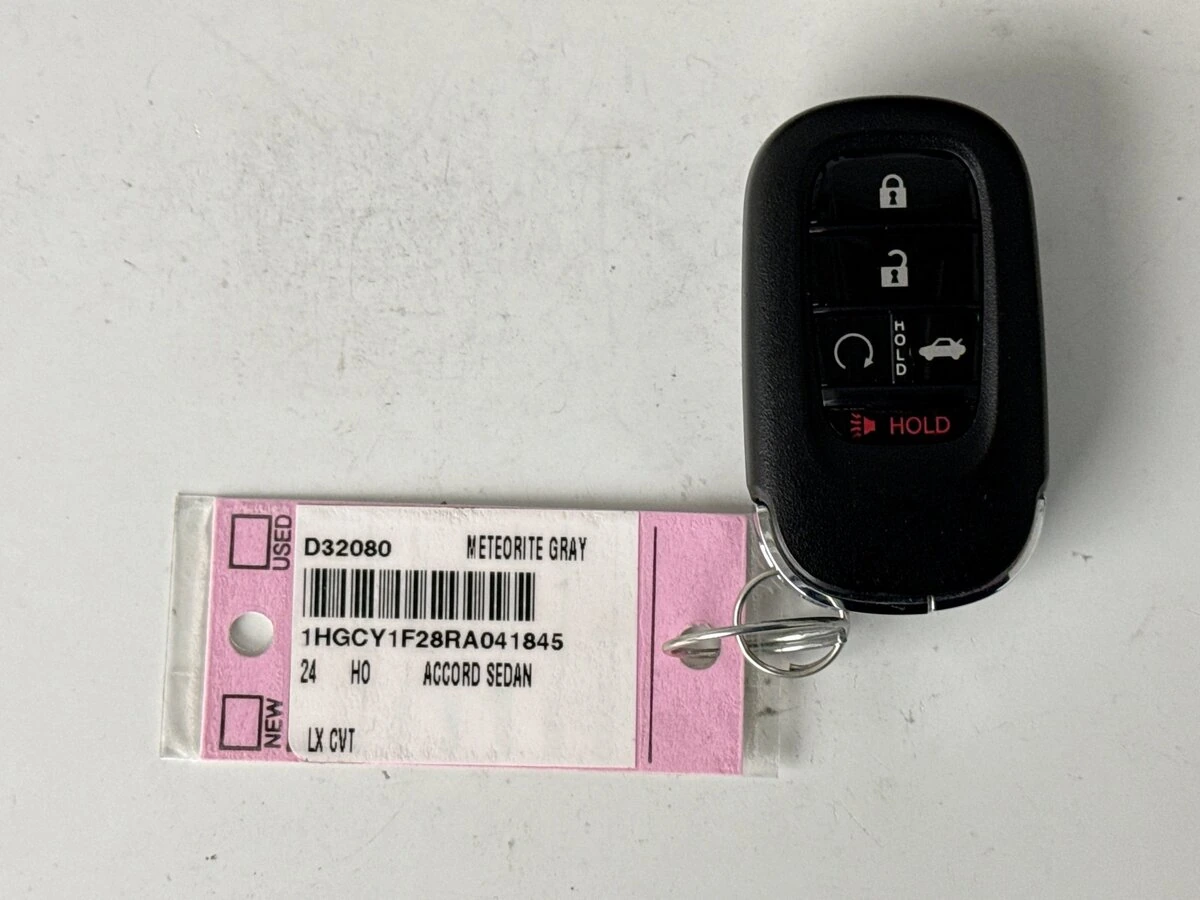 USED
D32080 METEORITE GRAY
1HGCY1F28RA041845
24 HO ACCORD SEDAN
NEW
LX CVT
HOLD
HOLD